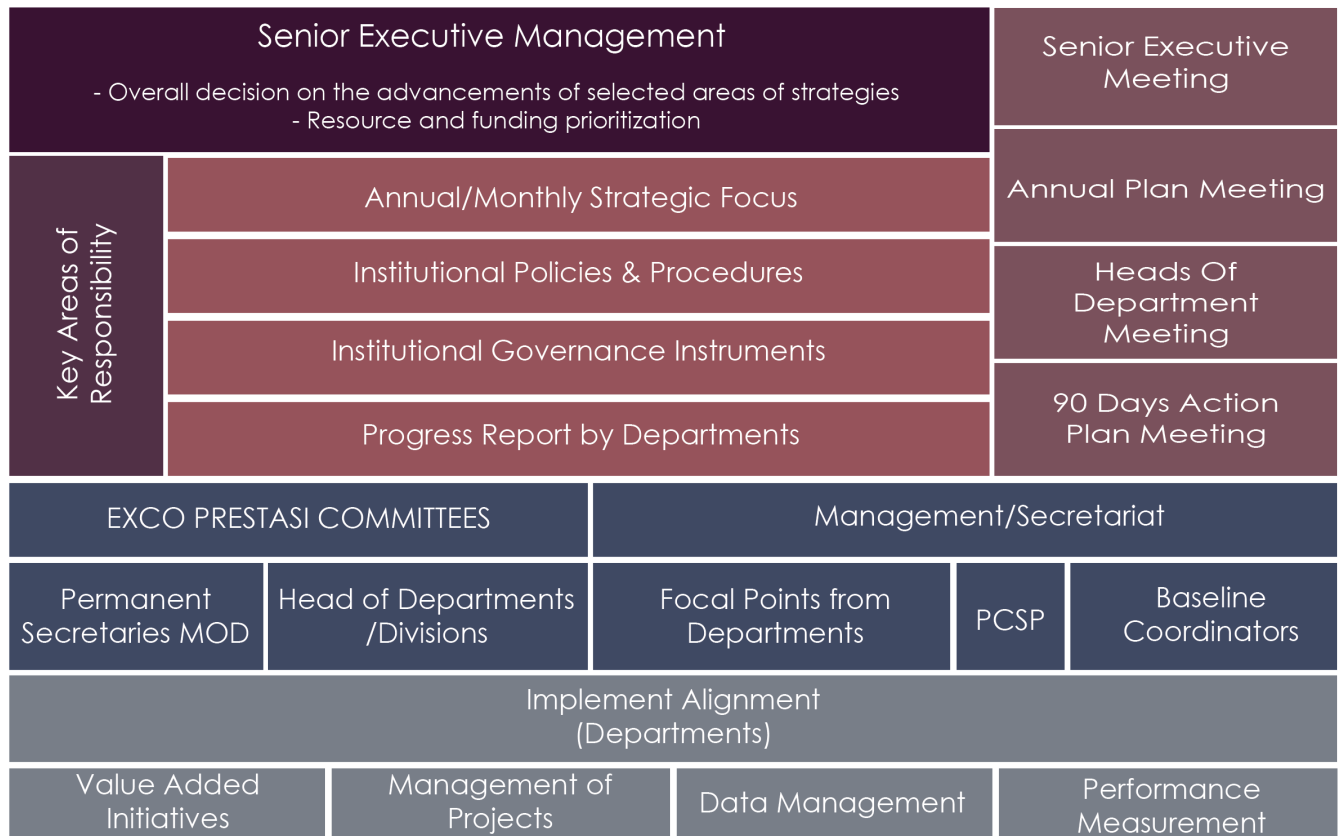 Senior Executive Management
- Overall decision on the advancements of selected areas of strategies
- Resource and funding prioritization
Senior Executive
Meeting
Annual Plan Meeting
Heads Of
Department
Meeting
90 Days Action
Plan Meeting
Key Areas of
Responsibility
Annual/Monthly Strategic Focus
Institutional Policies & Procedures
Institutional Governance Instruments
Progress Report by Departments
EXCO PRESTASI COMMITTEES
Management/Secretariat
Permanent
Secretaries MOD
Head of Departments
/Divisions
Focal Points from
Departments
PCSP
Baseline
Coordinators
Implement Alignment
(Departments)
Value Added
Initiatives
Management of
Projects
Data Management
Performance
Measurement